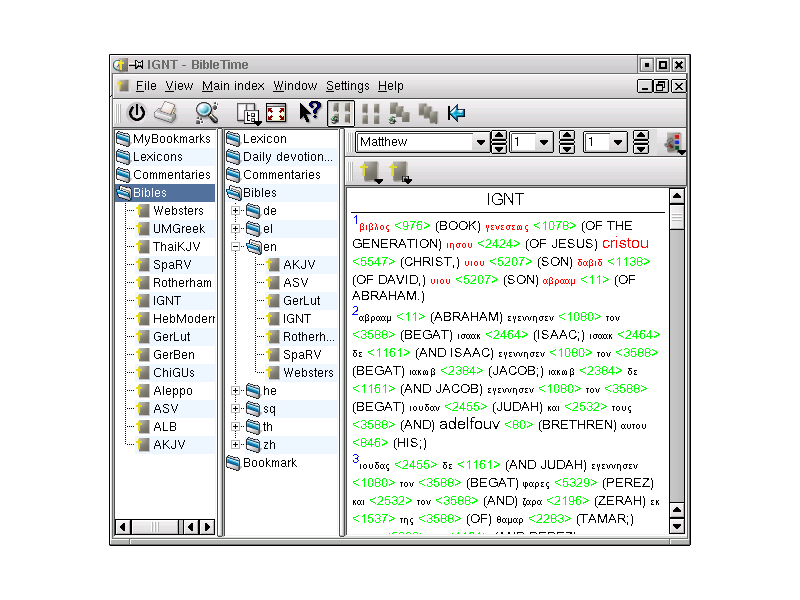 IGNT - BibleTime
File View Main index Window Settings Help
MyBookmarks
Lexicons
Commentaries
Bibles
Websters
UMGreek
ThaiKJV
SpaRV
Rotherham
IGNT
HebModern
GerLut
GerBen
ChiGUs
Aleppo
ASV
ALB
AKJV
Lexicon
Daily devotion...
Commentaries
Bibles
de
el
en
AKJV
ASV
GerLut
IGNT
Rotherh...
SpaRV
Websters
he
sq
th
zh
Bookmark
Matthew 1 1
IGNT
1βιβλος <976> (BOOK) γενεσεως <1078> (OF THE
GENERATION) ιησου <2424> (OF JESUS) cristou
<5547> (CHRIST,) υιου <5207> (SON) δαβιδ <1138>
(OF DAVID,) υιου <5207> (SON) αβρααμ <11> (OF
ABRAHAM.)
2αβρααμ <11> (ABRAHAM) εγεννησεν <1080> τον
<3588> (BEGAT) ισαακ <2464> (ISAAC;) ισαακ <2464>
δε <1161> (AND ISAAC) εγεννησεν <1080> τον <3588>
(BEGAT) ιακωβ <2384> (JACOB;) ιακωβ <2384> δε
<1161> (AND JACOB) εγεννησεν <1080> τον <3588>
(BEGAT) ιουδαν <2455> (JUDAH) και <2532> τους
<3588> (AND) adelfouv <80> (BRETHREN) αυτου
<846> (HIS;)
3ιουδας <2455> δε <1161> (AND JUDAH) εγεννησεν
<1080> τον <3588> (BEGAT) φαρες <5329> (PEREZ)
και <2532> τον <3588> (AND) ζαρα <2196> (ZERAH) εκ
<1537> της <3588> (OF) θαμαρ <2283> (TAMAR;)